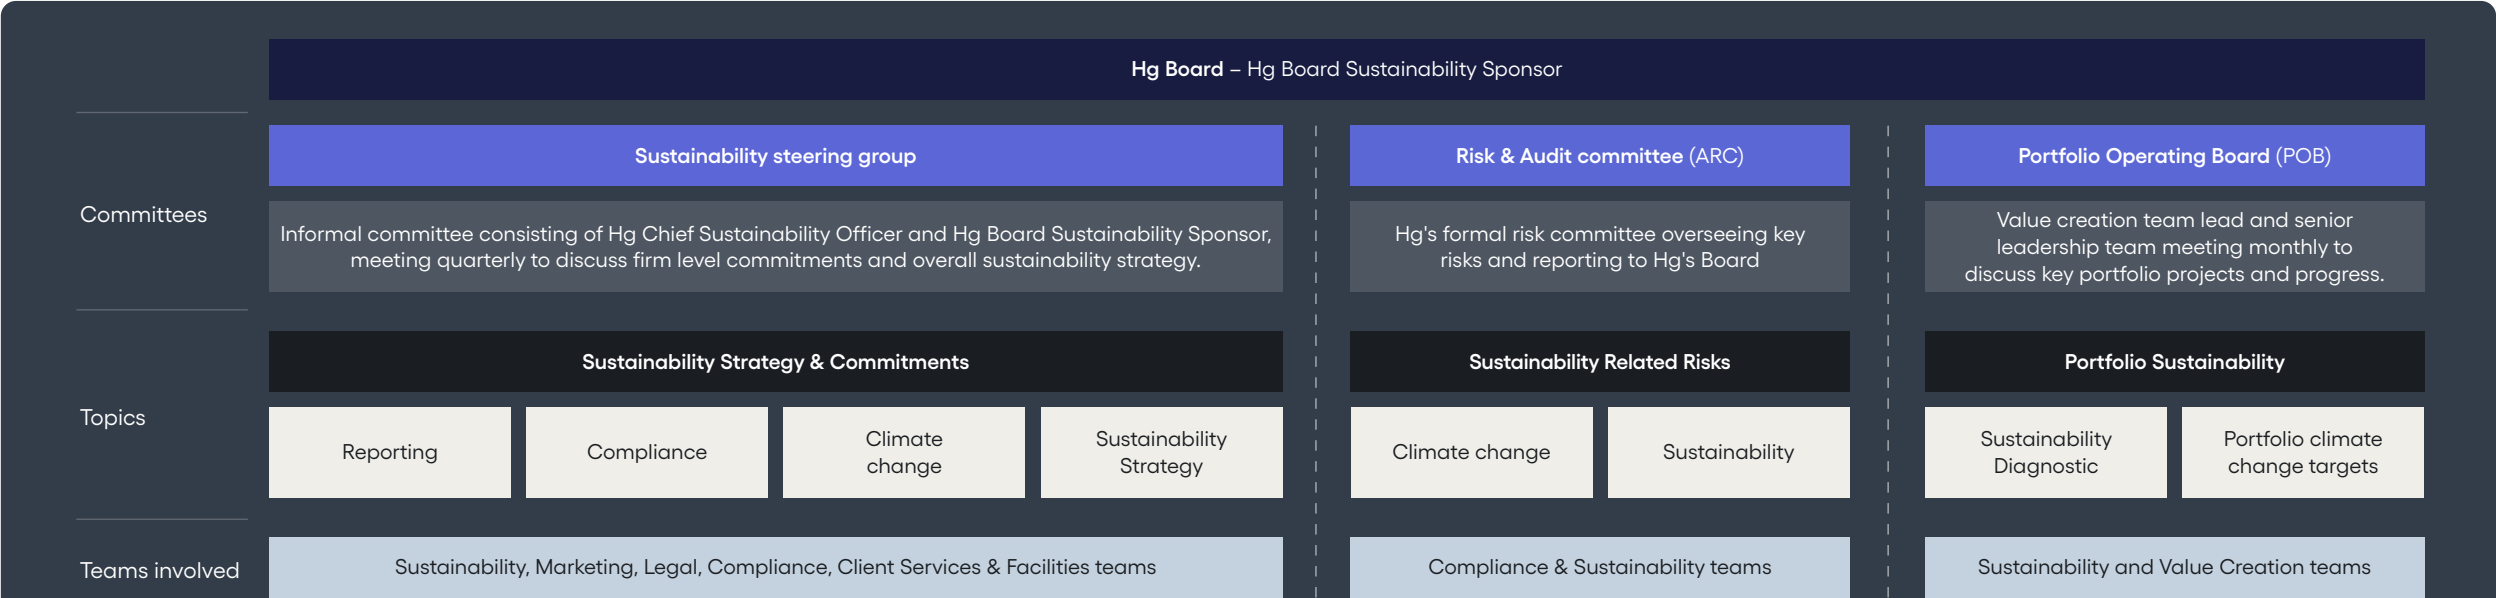 Hg Board – Hg Board Sustainability Sponsor
Committees
Sustainability steering group
Informal committee consisting of Hg Chief Sustainability Officer and Hg Board Sustainability Sponsor,
meeting quarterly to discuss firm level commitments and overall sustainability strategy.
Risk & Audit committee (ARC)
Hg's formal risk committee overseeing key
risks and reporting to Hg's Board
Portfolio Operating Board (POB)
Value creation team lead and senior
leadership team meeting monthly to
discuss key portfolio projects and progress.
Topics
Sustainability Strategy & Commitments
Reporting
Compliance
Climate
change
Sustainability
Strategy
Sustainability Related Risks
Climate change
Sustainability
Portfolio Sustainability
Sustainability
Diagnostic
Portfolio climate
change targets
Teams involved
Sustainability, Marketing, Legal, Compliance, Client Services & Facilities teams
Compliance & Sustainability teams
Sustainability and Value Creation teams